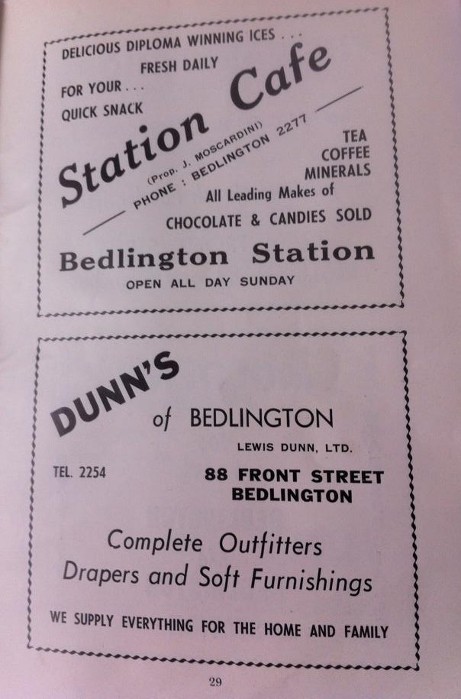 DELICIOUS DIPLOMA WINNING ICES . . .
FRESH DAILY
FOR YOUR . . .
QUICK SNACK
Station Cafe
(Prop. J. MOSCARDINI)
PHONE : BEDLINGTON 2277
TEA
COFFEE
MINERALS
All Leading Makes of
CHOCOLATE & CANDIES SOLD
Bedlington Station
OPEN ALL DAY SUNDAY
DUNN'S
of BEDLINGTON
LEWIS DUNN, LTD.
TEL. 2254
88 FRONT STREET
BEDLINGTON
Complete Outfitters
Drapers and Soft Furnishings
WE SUPPLY EVERYTHING FOR THE HOME AND FAMILY
29